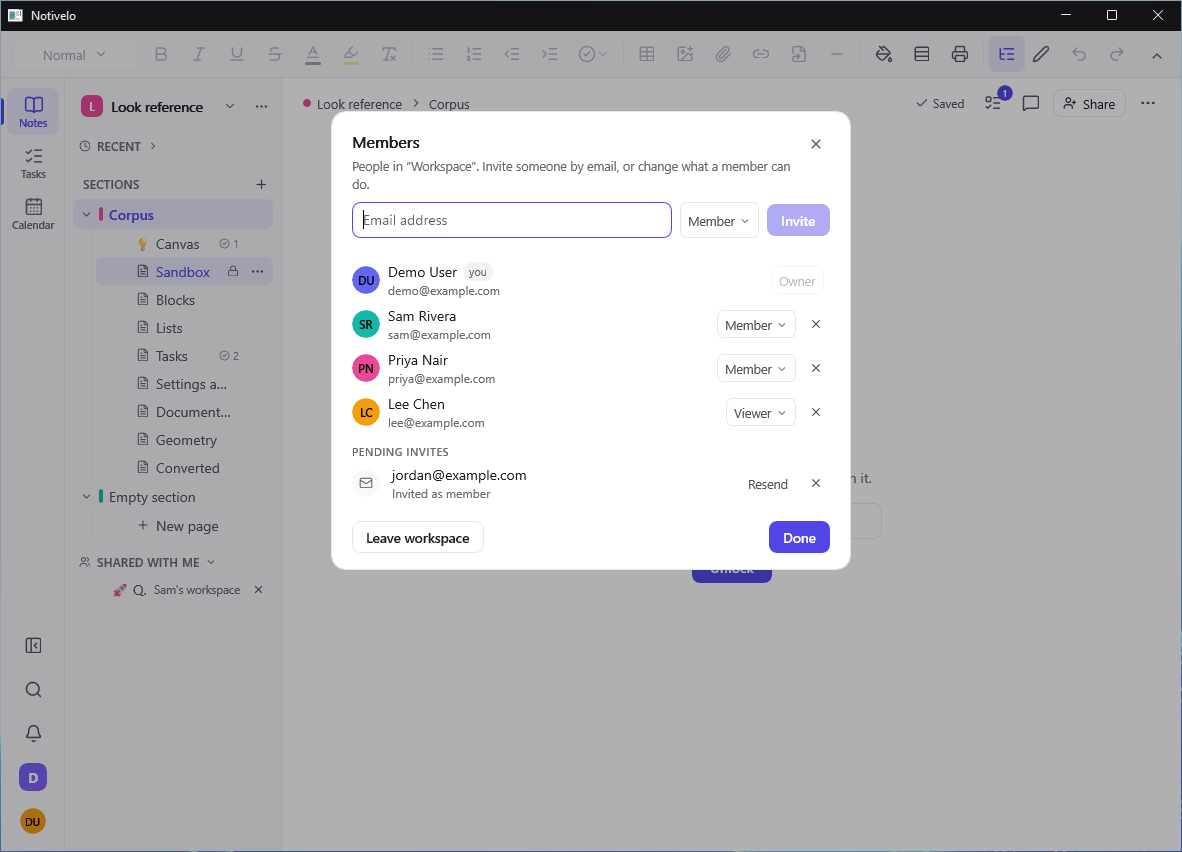 Notivelo
Normal
Notes
Tasks
Calendar
L Look reference
RECENT
SECTIONS
Corpus
Canvas 1
Sandbox
Blocks
Lists
Tasks 2
Settings a...
Document...
Geometry
Converted
Empty section
New page
SHARED WITH ME
Q. Sam's workspace
D
DU
Look reference > Corpus
Saved
1
Share
Members
People in “Workspace”. Invite someone by email, or change what a member can
do.
Email address
Member
Invite
DU
Demo User you
demo@example.com
Owner
SR
Sam Rivera
sam@example.com
Member
PN
Priya Nair
priya@example.com
Member
LC
Lee Chen
lee@example.com
Viewer
PENDING INVITES
jordan@example.com
Invited as member
Resend
Leave workspace
Done
it.